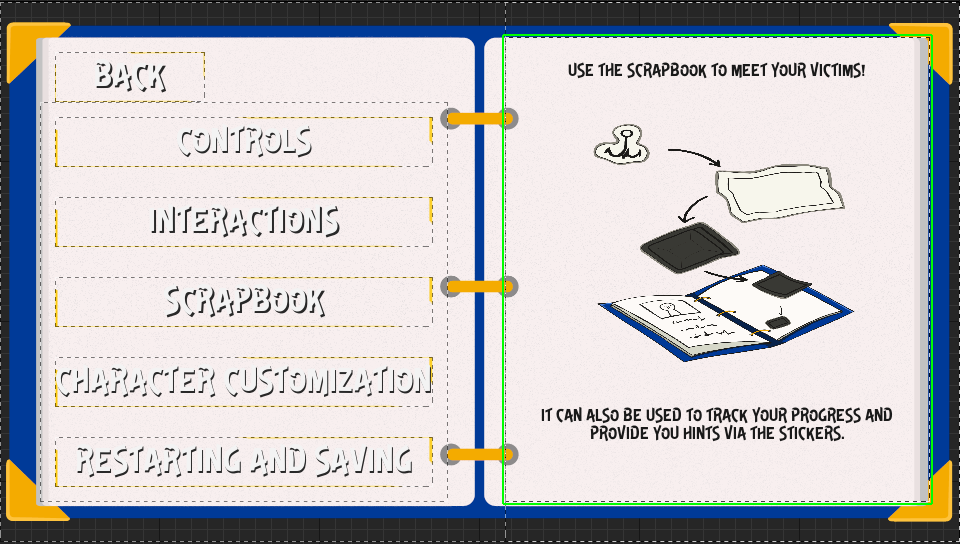 BACK
CONTROLS
INTERACTIONS
SCRAPBOOK
CHARACTER CUSTOMIZATION
RESTARTING AND SAVING
USE THE SCRAPBOOK TO MEET YOUR VICTIMS!
IT CAN ALSO BE USED TO TRACK YOUR PROGRESS AND
PROVIDE YOU HINTS VIA THE STICKERS.